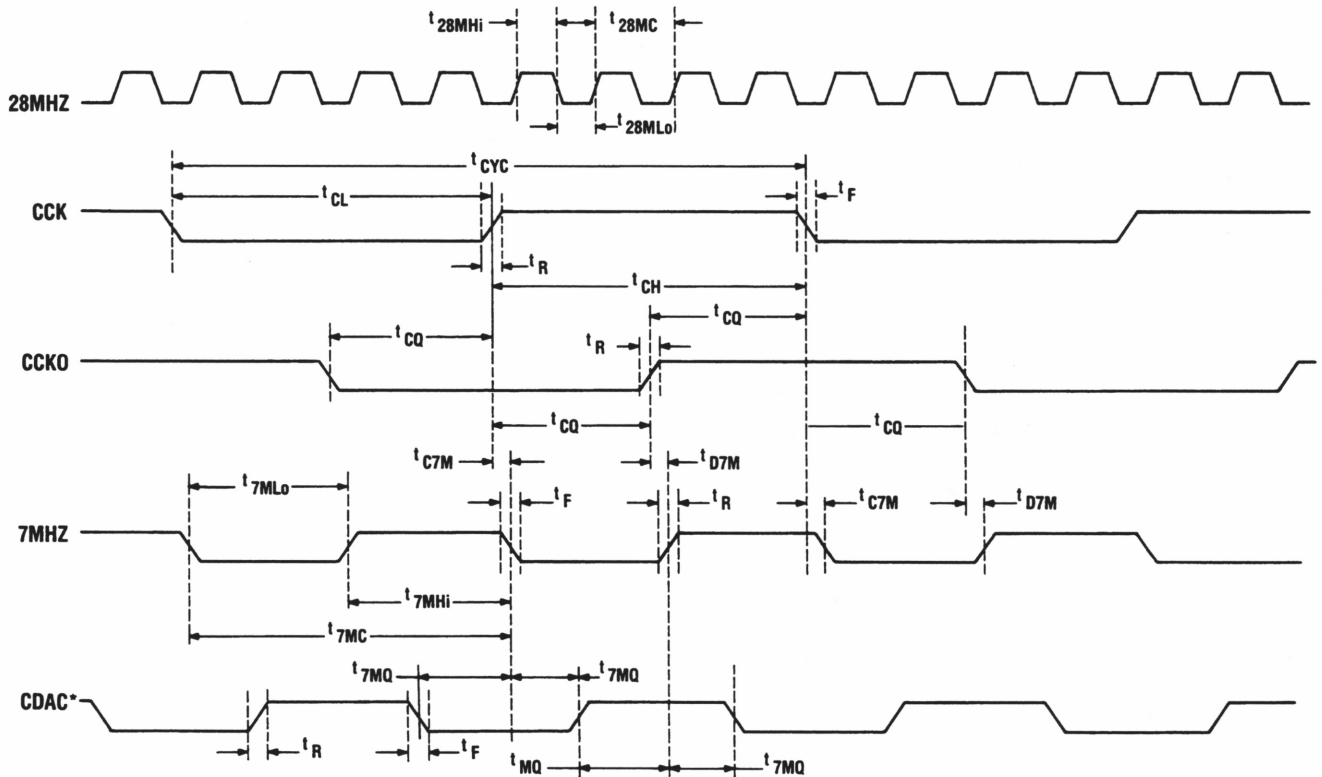 t28MHi
t28MC
28MHZ
t28MLo
tCYC
tCL
tF
CCK
tR
tCH
tCQ
tCQ
tR
CCKO
tCQ
tCQ
tC7M
tD7M
t7MLo
tF
tR
tC7M
tD7M
7MHZ
t7MHi
t7MC
t7MQ
t7MQ
CDAC*
tR
tF
tMQ
t7MQ